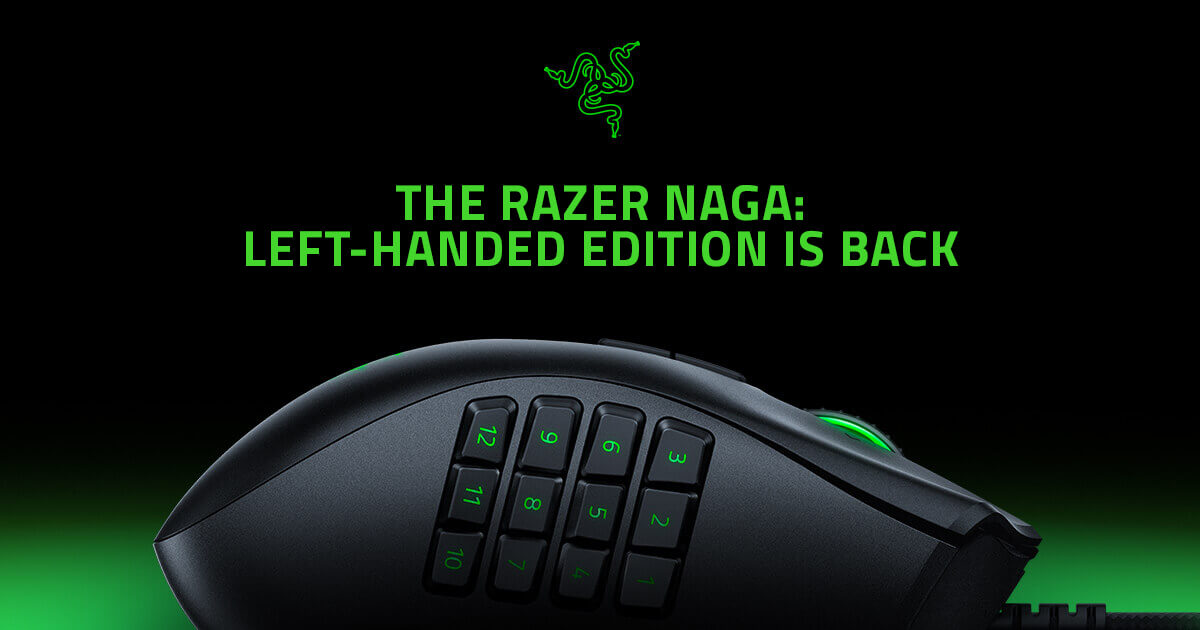 THE RAZER NAGA:
LEFT-HANDED EDITION IS BACK
12 9 6 3
11 8 5 2
10 7 4 1